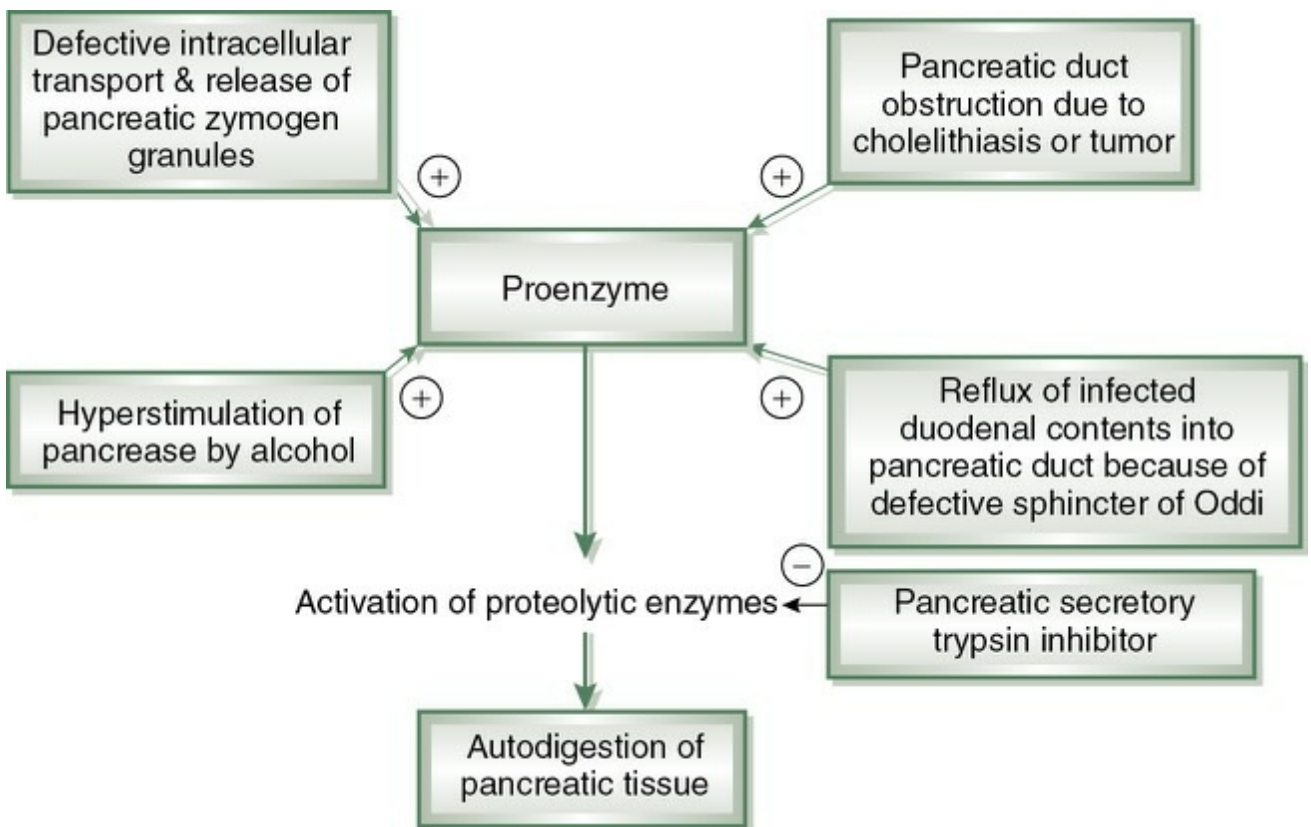 Defective intracellular
transport & release of
pancreatic zymogen
granules
+
Pancreatic duct
obstruction due to
cholelithiasis or tumor
+
Proenzyme
Hyperstimulation of
pancrease by alcohol
+
Reflux of infected
duodenal contents into
pancreatic duct because of
defective sphincter of Oddi
+
Activation of proteolytic enzymes
−
Pancreatic secretory
trypsin inhibitor
Autodigestion of
pancreatic tissue